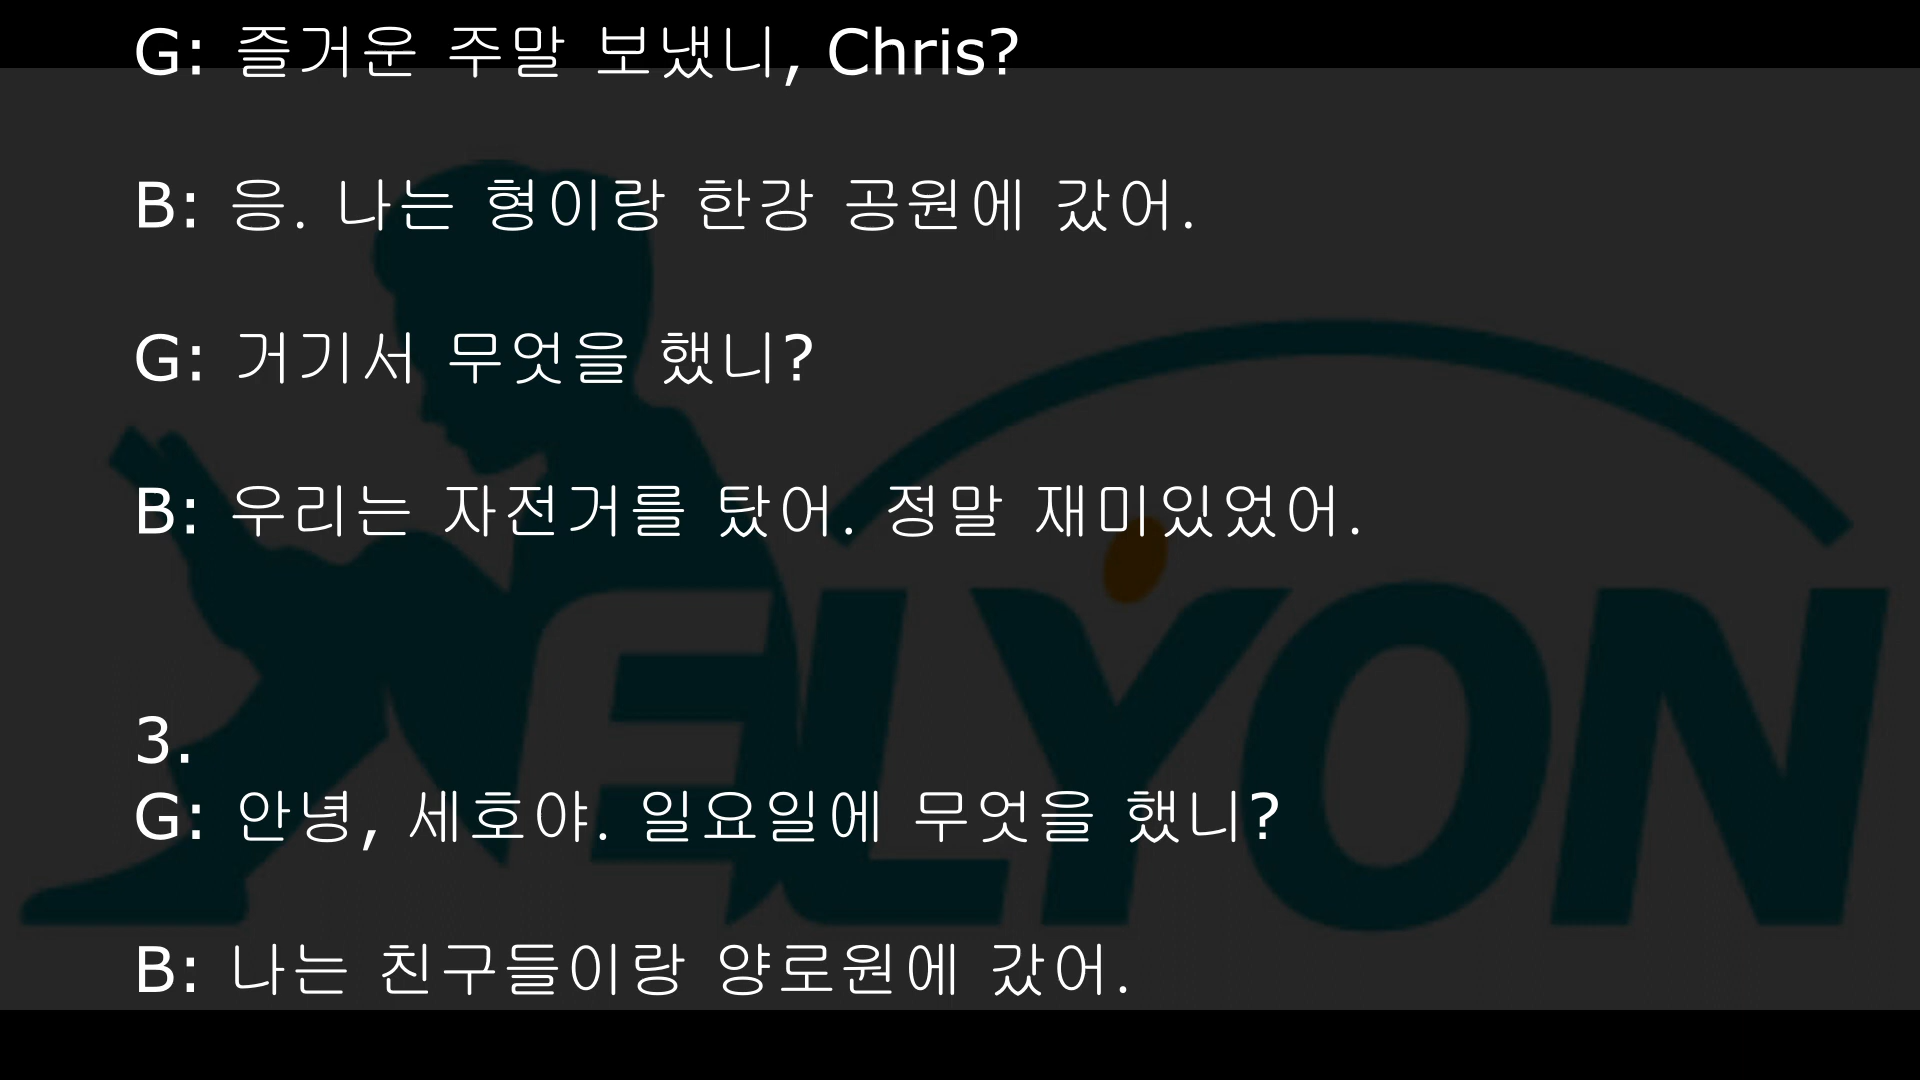 G: 즐거운 주말 보냈니, Chris?
B: 응. 나는 형이랑 한강 공원에 갔어.
G: 거기서 무엇을 했니?
B: 우리는 자전거를 탔어. 정말 재미있었어.
3.
G: 안녕, 세호야. 일요일에 무엇을 했니?
B: 나는 친구들이랑 양로원에 갔어.
ELYON